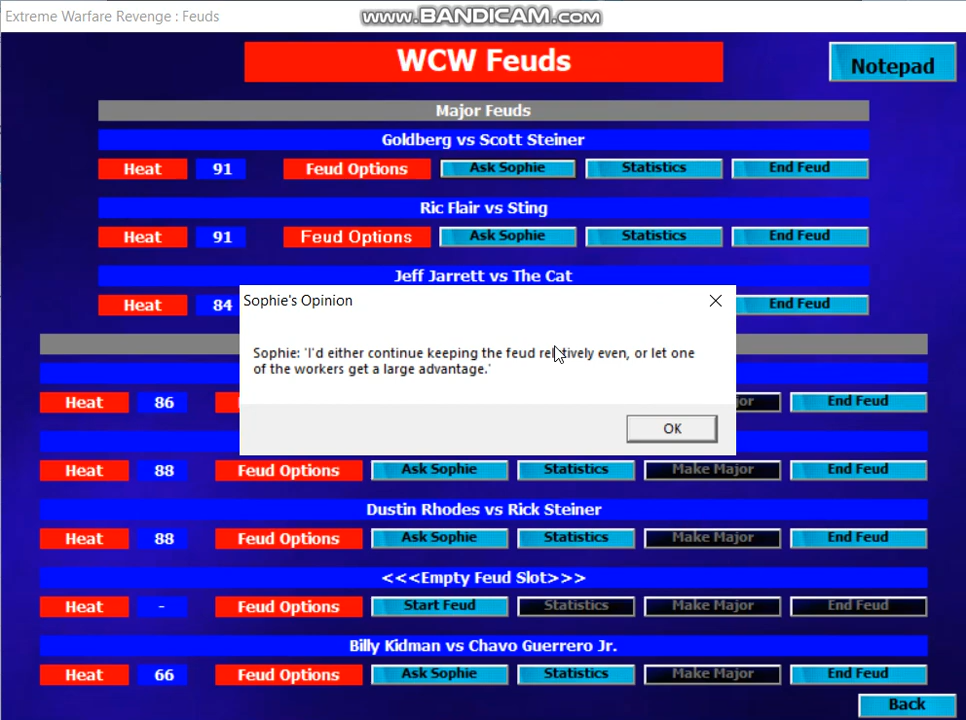 Extreme Warfare Revenge : Feuds
www.BANDICAM.com
WCW Feuds
Notepad
Major Feuds
Goldberg vs Scott Steiner
Heat 91 Feud Options Ask Sophie Statistics End Feud
Ric Flair vs Sting
Heat 91 Feud Options Ask Sophie Statistics End Feud
Jeff Jarrett vs The Cat
Heat 84 End Feud
Sophie's Opinion
Sophie: 'I'd either continue keeping the feud relatively even, or let one
of the workers get a large advantage.'
OK
Heat 86 End Feud
Heat 88 Feud Options Ask Sophie Statistics Make Major End Feud
Dustin Rhodes vs Rick Steiner
Heat 88 Feud Options Ask Sophie Statistics Make Major End Feud
<<<Empty Feud Slot>>>
Heat - Feud Options Start Feud Statistics Make Major End Feud
Billy Kidman vs Chavo Guerrero Jr.
Heat 66 Feud Options Ask Sophie Statistics Make Major End Feud
Back